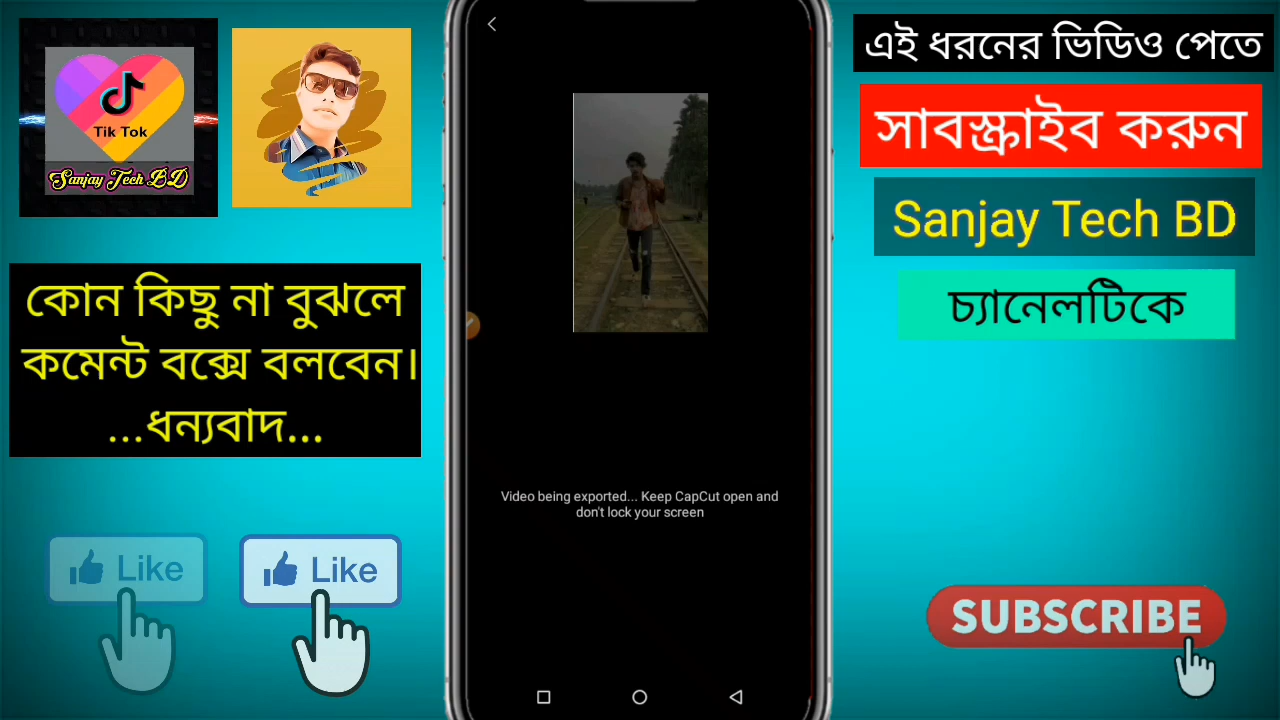 Tik Tok
Sanjay Tech BD
কোন কিছু না বুঝলে
কমেন্ট বক্সে বলবেন।
...ধন্যবাদ...
Like
Like
Video being exported... Keep CapCut open and
don't lock your screen
এই ধরনের ভিডিও পেতে
সাবস্ক্রাইব করুন
Sanjay Tech BD
চ্যানেলটিকে
SUBSCRIBE